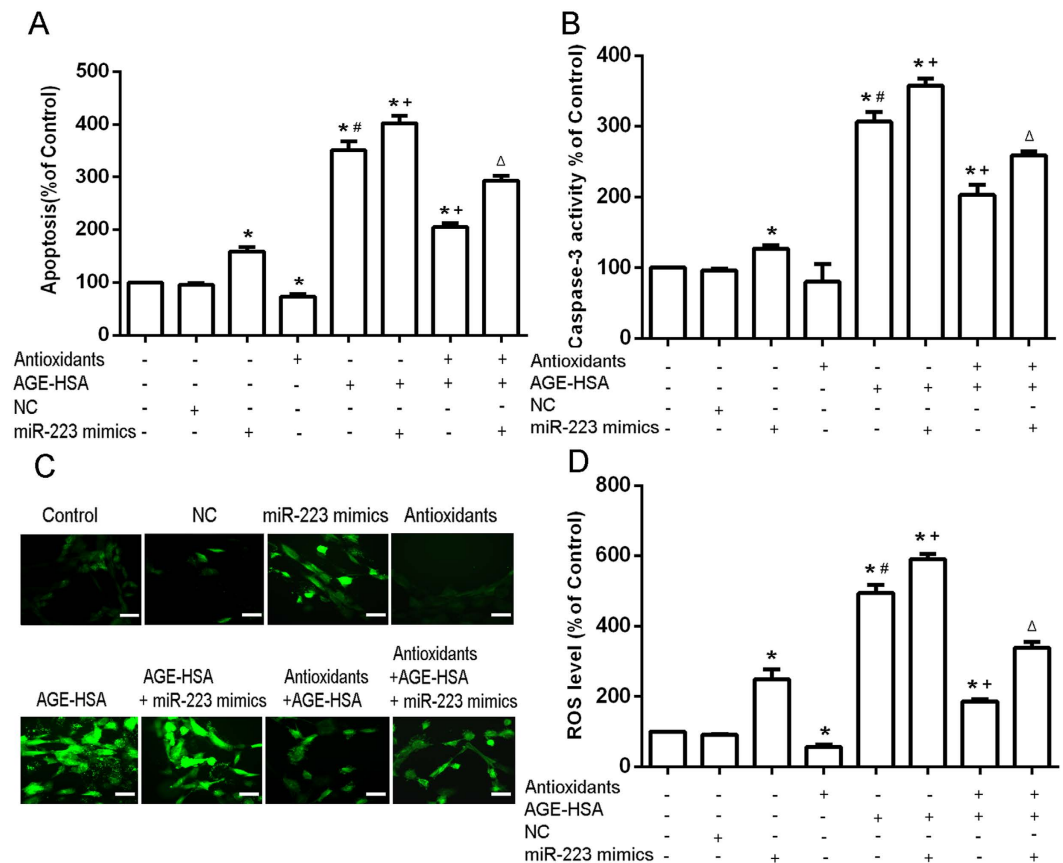 A
Apoptosis(% of Control)
500
400
300
200
100
0
*
*
* #
* +
* +
Δ
Antioxidants - - - + - - + +
AGE-HSA - - - - + + + +
NC - + - - - - - -
miR-223 mimics - - + - - + - +
B
Caspase-3 activity % of Control
400
300
200
100
0
*
* #
* +
* +
Δ
Antioxidants - - - + - - + +
AGE-HSA - - - - + + + +
NC - + - - - - - -
miR-223 mimics - - + - - + - +
C
Control NC miR-223 mimics Antioxidants
AGE-HSA
AGE-HSA
+ miR-223 mimics
Antioxidants
+AGE-HSA
Antioxidants
+AGE-HSA
+ miR-223 mimics
D
ROS level (% of Control)
800
600
400
200
0
*
*
* #
* +
* +
Δ
Antioxidants - - - + - - + +
AGE-HSA - - - - + + + +
NC - + - - - - - -
miR-223 mimics - - + - - + - +